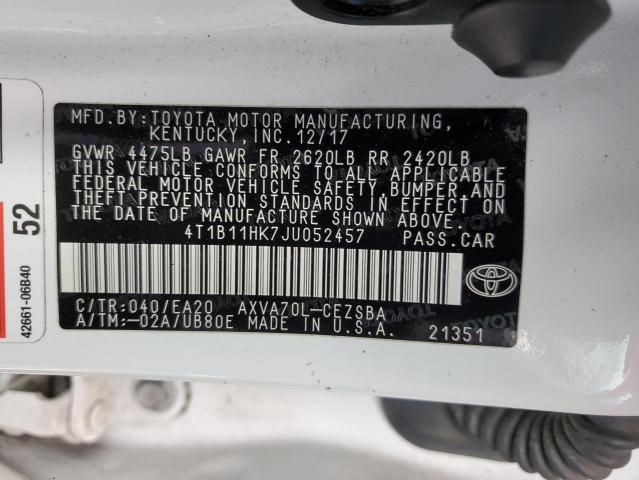 MFD.BY:TOYOTA MOTOR MANUFACTURING,
KENTUCKY, INC.12/17
GVWR 4475LB GAWR FR 2620LB RR 2420LB
THIS VEHICLE CONFORMS TO ALL APPLICABLE
FEDERAL MOTOR VEHICLE SAFETY BUMPER, AND
THEFT PREVENTION STANDARDS IN EFFECT ON
THE DATE OF MANUFACTURE SHOWN ABOVE.
4T1B11HK7JU052457 PASS.CAR
C/TR:040/EA20 AXVA70L-CEZSBA
A/TM:-02A/UB80E MADE IN U.S.A. 21351
52
42661-06B40